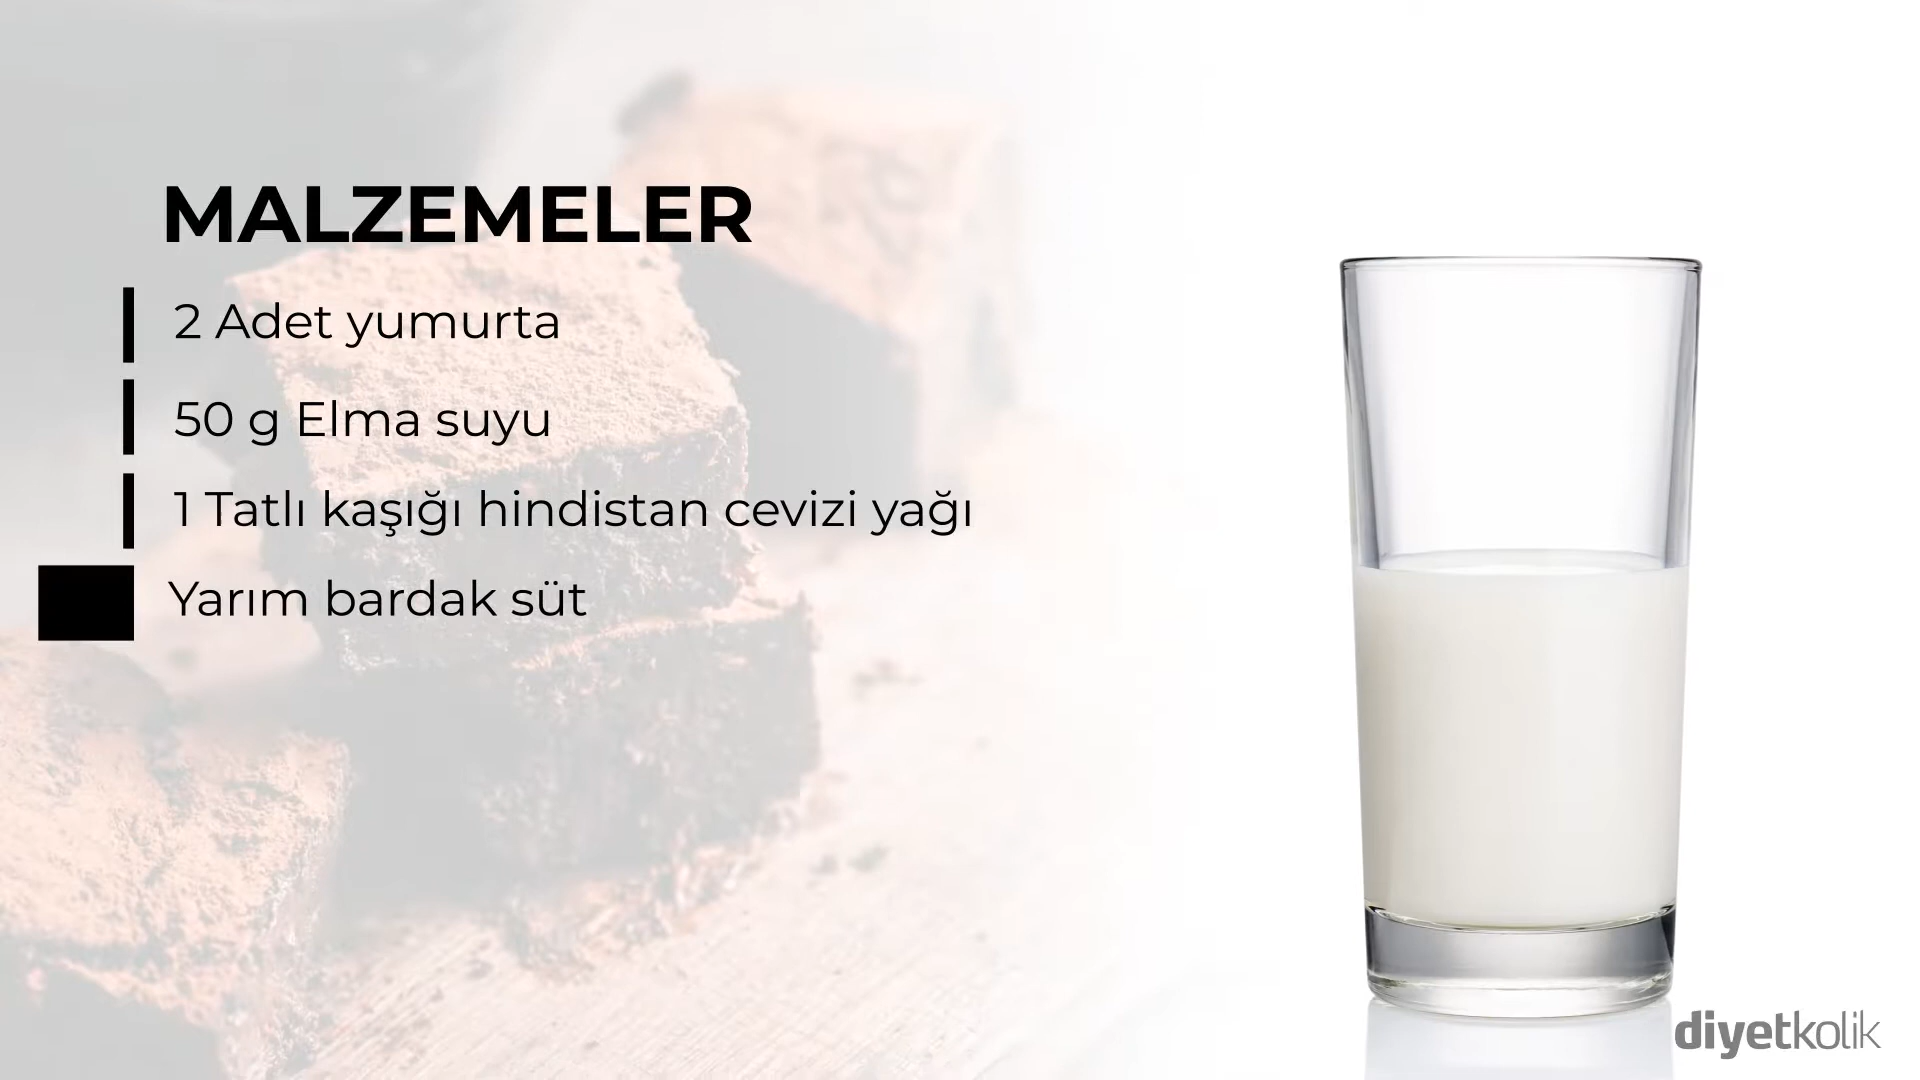 MALZEMELER
2 Adet yumurta
50 g Elma suyu
1 Tatlı kaşığı hindistan cevizi yağı
Yarım bardak süt
diyetkolik